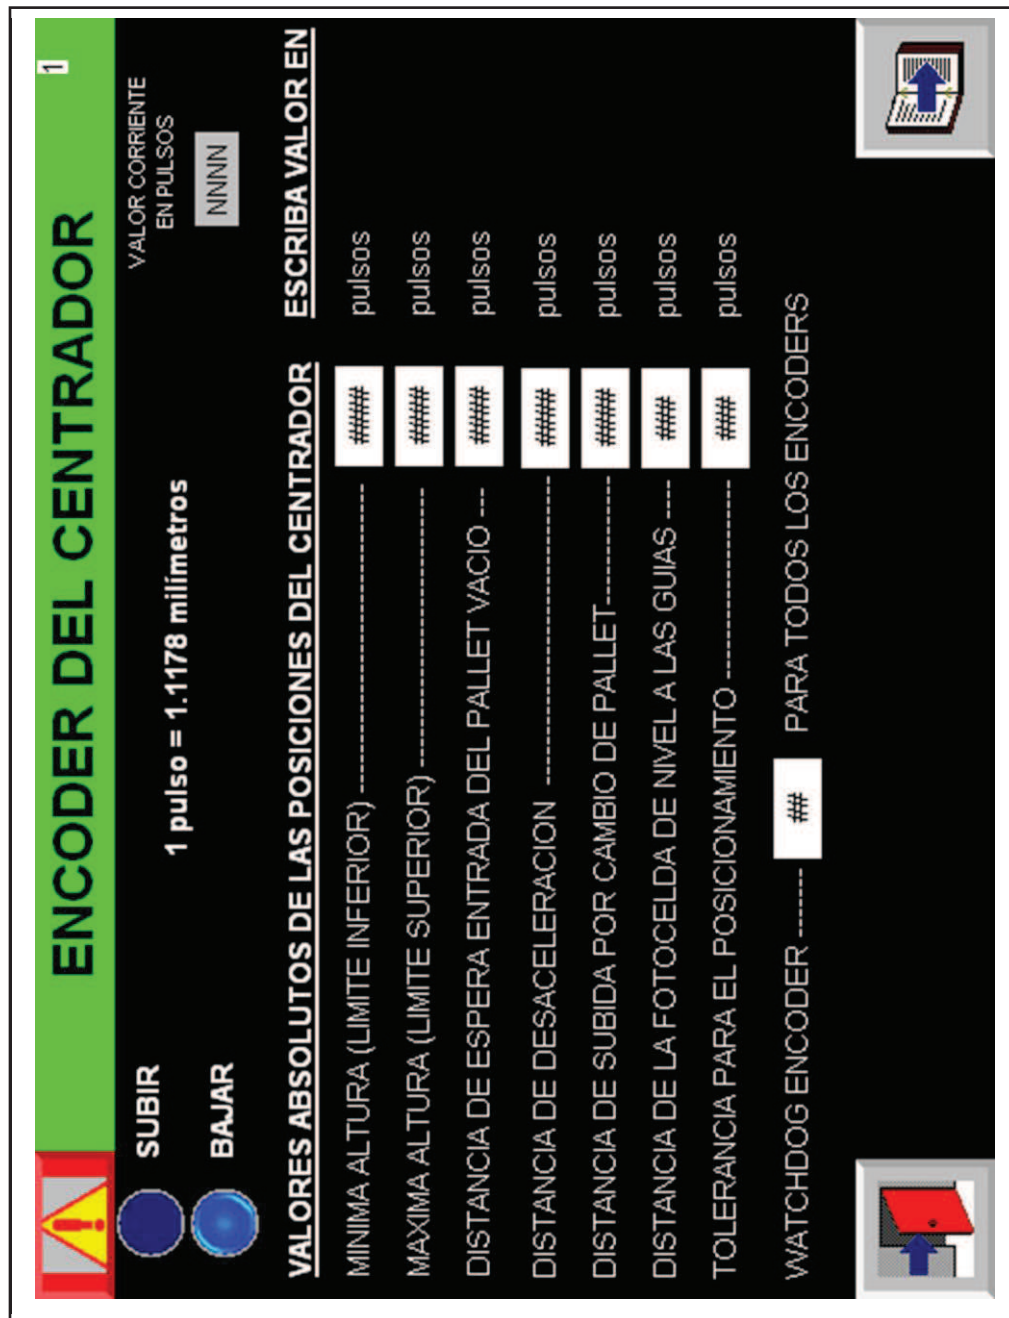 ENCODER DEL CENTRADOR 1
SUBIR
BAJAR
1 pulso = 1.1178 milímetros
VALOR CORRIENTE
EN PULSOS
NNNN
VALORES ABSOLUTOS DE LAS POSICIONES DEL CENTRADOR ESCRIBA VALOR EN
MINIMA ALTURA (LIMITE INFERIOR) ---------------------------------- ##### pulsos
MAXIMA ALTURA (LIMITE SUPERIOR) ------------------------------ ##### pulsos
DISTANCIA DE ESPERA ENTRADA DEL PALLET VACIO --- ##### pulsos
DISTANCIA DE DESACELERACION ---------------------------------- ##### pulsos
DISTANCIA DE SUBIDA POR CAMBIO DE PALLET-------------- ##### pulsos
DISTANCIA DE LA FOTOCELDA DE NIVEL A LAS GUIAS ---- ### pulsos
TOLERANCIA PARA EL POSICIONAMIENTO ---------------------- ### pulsos
WATCHDOG ENCODER -------- ## PARA TODOS LOS ENCODERS